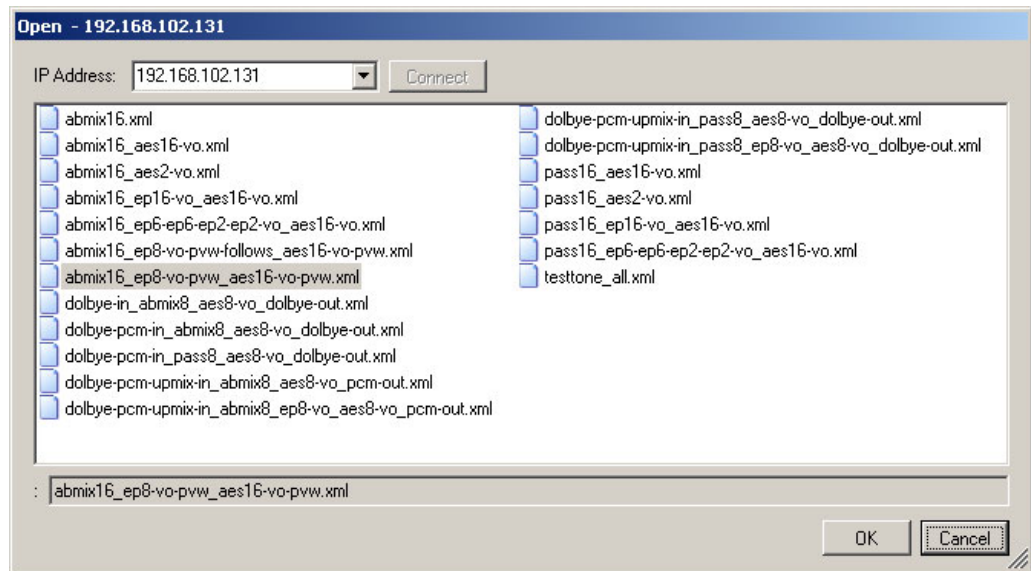 Open - 192.168.102.131
IP Address: 192.168.102.131 Connect
abmix16.xml
abmix16_aes16-vo.xml
abmix16_aes2-vo.xml
abmix16_ep16-vo_aes16-vo.xml
abmix16_ep6-ep6-ep2-ep2-vo_aes16-vo.xml
abmix16_ep8-vo-pvw-follows_aes16-vo-pvw.xml
abmix16_ep8-vo-pvw_aes16-vo-pvw.xml
dolbye-in_abmix8_aes8-vo_dolbye-out.xml
dolbye-pcm-in_abmix8_aes8-vo_dolbye-out.xml
dolbye-pcm-in_pass8_aes8-vo_dolbye-out.xml
dolbye-pcm-upmix-in_abmix8_aes8-vo_pcm-out.xml
dolbye-pcm-upmix-in_abmix8_ep8-vo_aes8-vo_pcm-out.xml
dolbye-pcm-upmix-in_pass8_aes8-vo_dolbye-out.xml
dolbye-pcm-upmix-in_pass8_ep8-vo_aes8-vo_dolbye-out.xml
pass16_aes16-vo.xml
pass16_aes2-vo.xml
pass16_ep16-vo_aes16-vo.xml
pass16_ep6-ep6-ep2-ep2-vo_aes16-vo.xml
testtone_all.xml
: abmix16_ep8-vo-pvw_aes16-vo-pvw.xml
OK Cancel